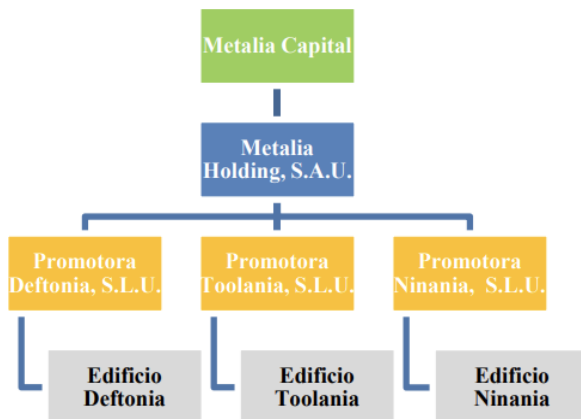 Metalia Capital
Metalia
Holding, S.A.U.
Promotora
Deftonia, S.L.U.
Promotora
Toolania, S.L.U.
Promotora
Ninania, S.L.U.
Edificio
Deftonia
Edificio
Toolania
Edificio
Ninania